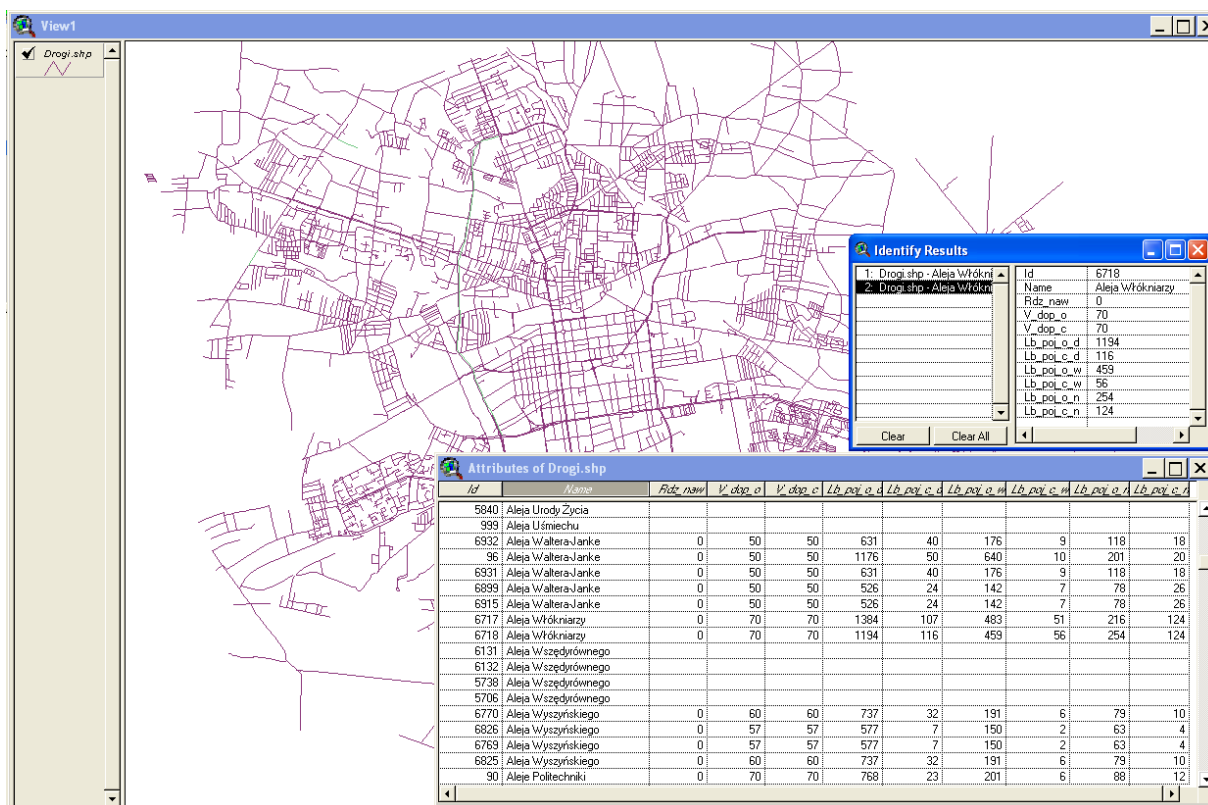 View1
Drogi.shp
Identify Results
1: Drogi.shp - Aleja Włókni
2: Drogi.shp - Aleja Włókni
Id 6718
Name Aleja Włókniarzy
Rdz_naw 0
V_dop_o 70
V_dop_c 70
Lb_poj_o_d 1194
Lb_poj_c_d 116
Lb_poj_o_w 459
Lb_poj_c_w 56
Lb_poj_o_n 254
Lb_poj_c_n 124
Clear Clear All
Attributes of Drogi.shp
Id Name Rdz_naw V_dop_o V_dop_c Lb_poj_o_d Lb_poj_c_d Lb_poj_o_w Lb_poj_c_w Lb_poj_o_n Lb_poj_c_n
5840 Aleja Urody Życia
999 Aleja Uśmiechu
6932 Aleja Waltera-Janke 0 50 50 631 40 176 9 118 18
96 Aleja Waltera-Janke 0 50 50 1176 50 640 10 201 20
6931 Aleja Waltera-Janke 0 50 50 631 40 176 9 118 18
6899 Aleja Waltera-Janke 0 50 50 526 24 142 7 78 26
6915 Aleja Waltera-Janke 0 50 50 526 24 142 7 78 26
6717 Aleja Włókniarzy 0 70 70 1384 107 483 51 216 124
6718 Aleja Włókniarzy 0 70 70 1194 116 459 56 254 124
6131 Aleja Wszędyrównego
6132 Aleja Wszędyrównego
5738 Aleja Wszędyrównego
5706 Aleja Wszędyrównego
6770 Aleja Wyszyńskiego 0 60 60 737 32 191 6 79 10
6826 Aleja Wyszyńskiego 0 57 57 577 7 150 2 63 4
6769 Aleja Wyszyńskiego 0 57 57 577 7 150 2 63 4
6825 Aleja Wyszyńskiego 0 60 60 737 32 191 6 79 10
90 Aleje Politechniki 0 70 70 768 23 201 6 88 12